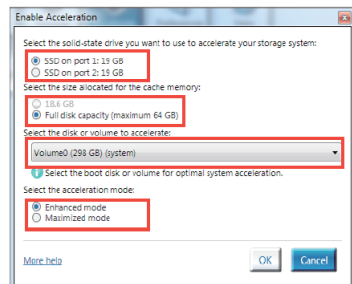 Enable Acceleration
Select the solid-state drive you want to use to accelerate your storage system:
SSD on port 1: 19 GB
SSD on port 2: 19 GB
Select the size allocated for the cache memory:
18.6 GB
Full disk capacity (maximum 64 GB)
Select the disk or volume to accelerate:
Volume0 (298 GB) (system)
Select the boot disk or volume for optimal system acceleration.
Select the acceleration mode:
Enhanced mode
Maximized mode
More help
OK
Cancel